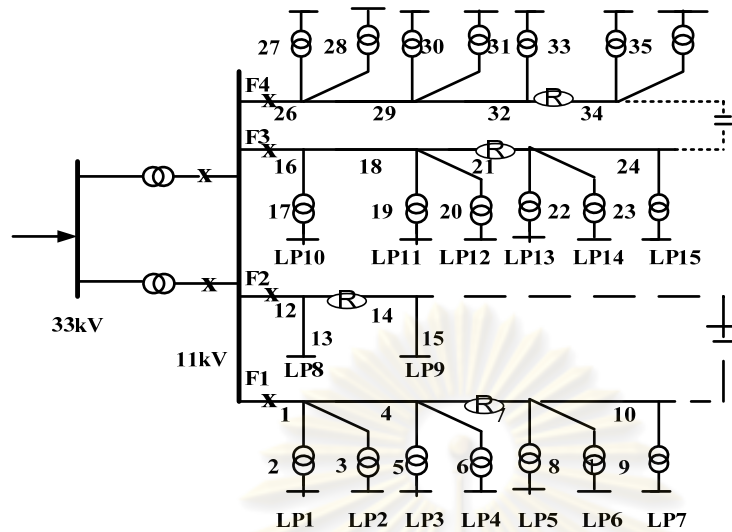 27 28 30 31 33 35
F4
x
26 29 32 R 34
F3
x
16 18 21 R 24
x
17 19 20 22 23
LP10 LP11 LP12 LP13 LP14 LP15
F2
x
x
12 R 14
33kV
13 15
11kV
LP8 LP9
F1
x
1 4 R 7 10
2 3 5 6 8 9
LP1 LP2 LP3 LP4 LP5 LP6 LP7